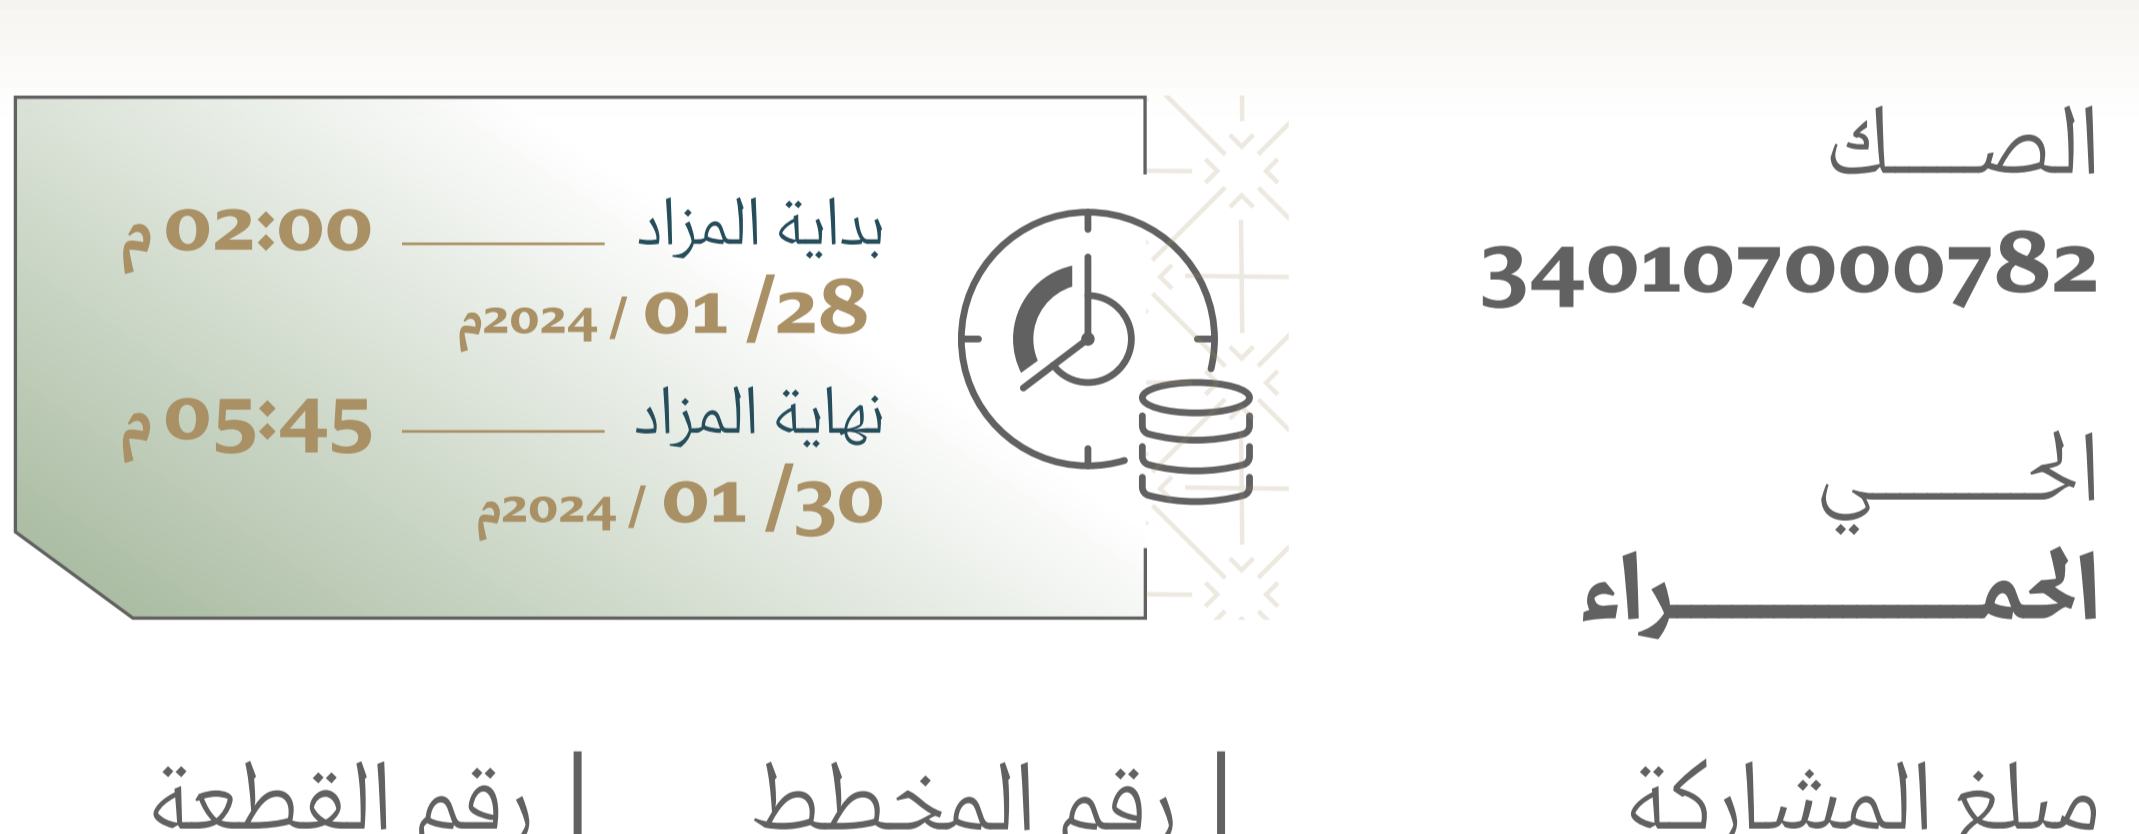 الصك
340107000782
الحي
الحمراء
بداية المزاد 02:00 م
28/ 01 / 2024م
نهاية المزاد 05:45 م
30/ 01 / 2024م
مبلغ المشاركة | رقم المخطط | رقم القطعة